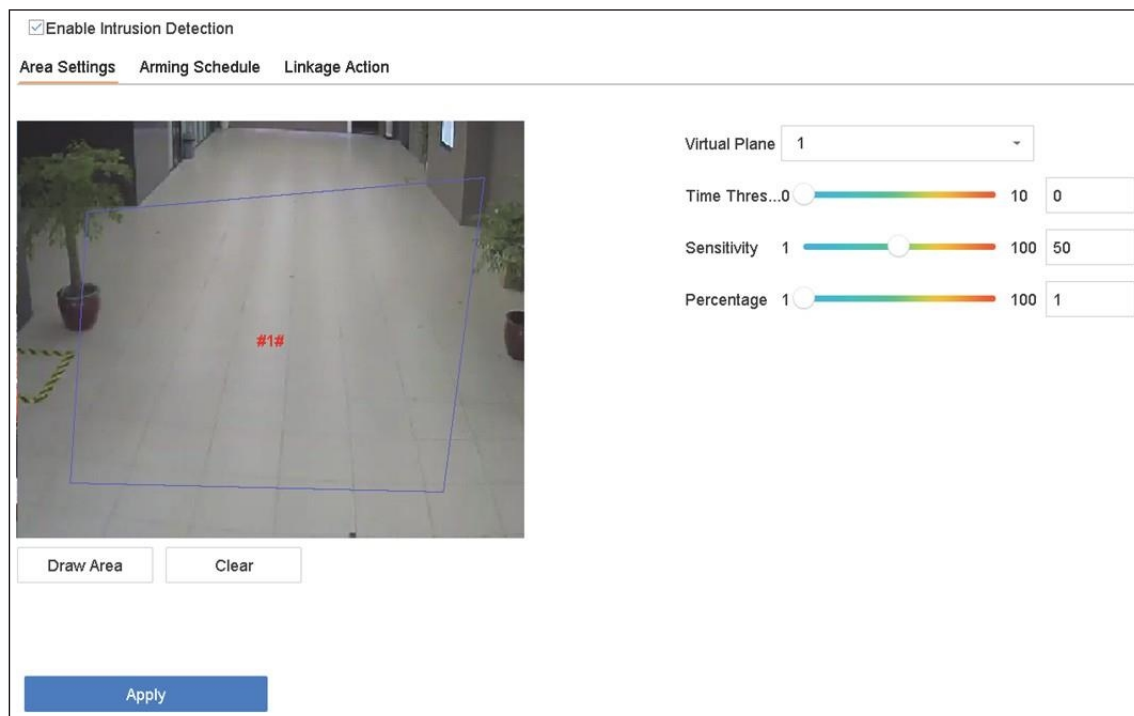 Enable Intrusion Detection
Area Settings Arming Schedule Linkage Action
Virtual Plane 1
Time Thres...0 10 0
Sensitivity 1 100 50
Percentage 1 100 1
#1#
Draw Area Clear
Apply